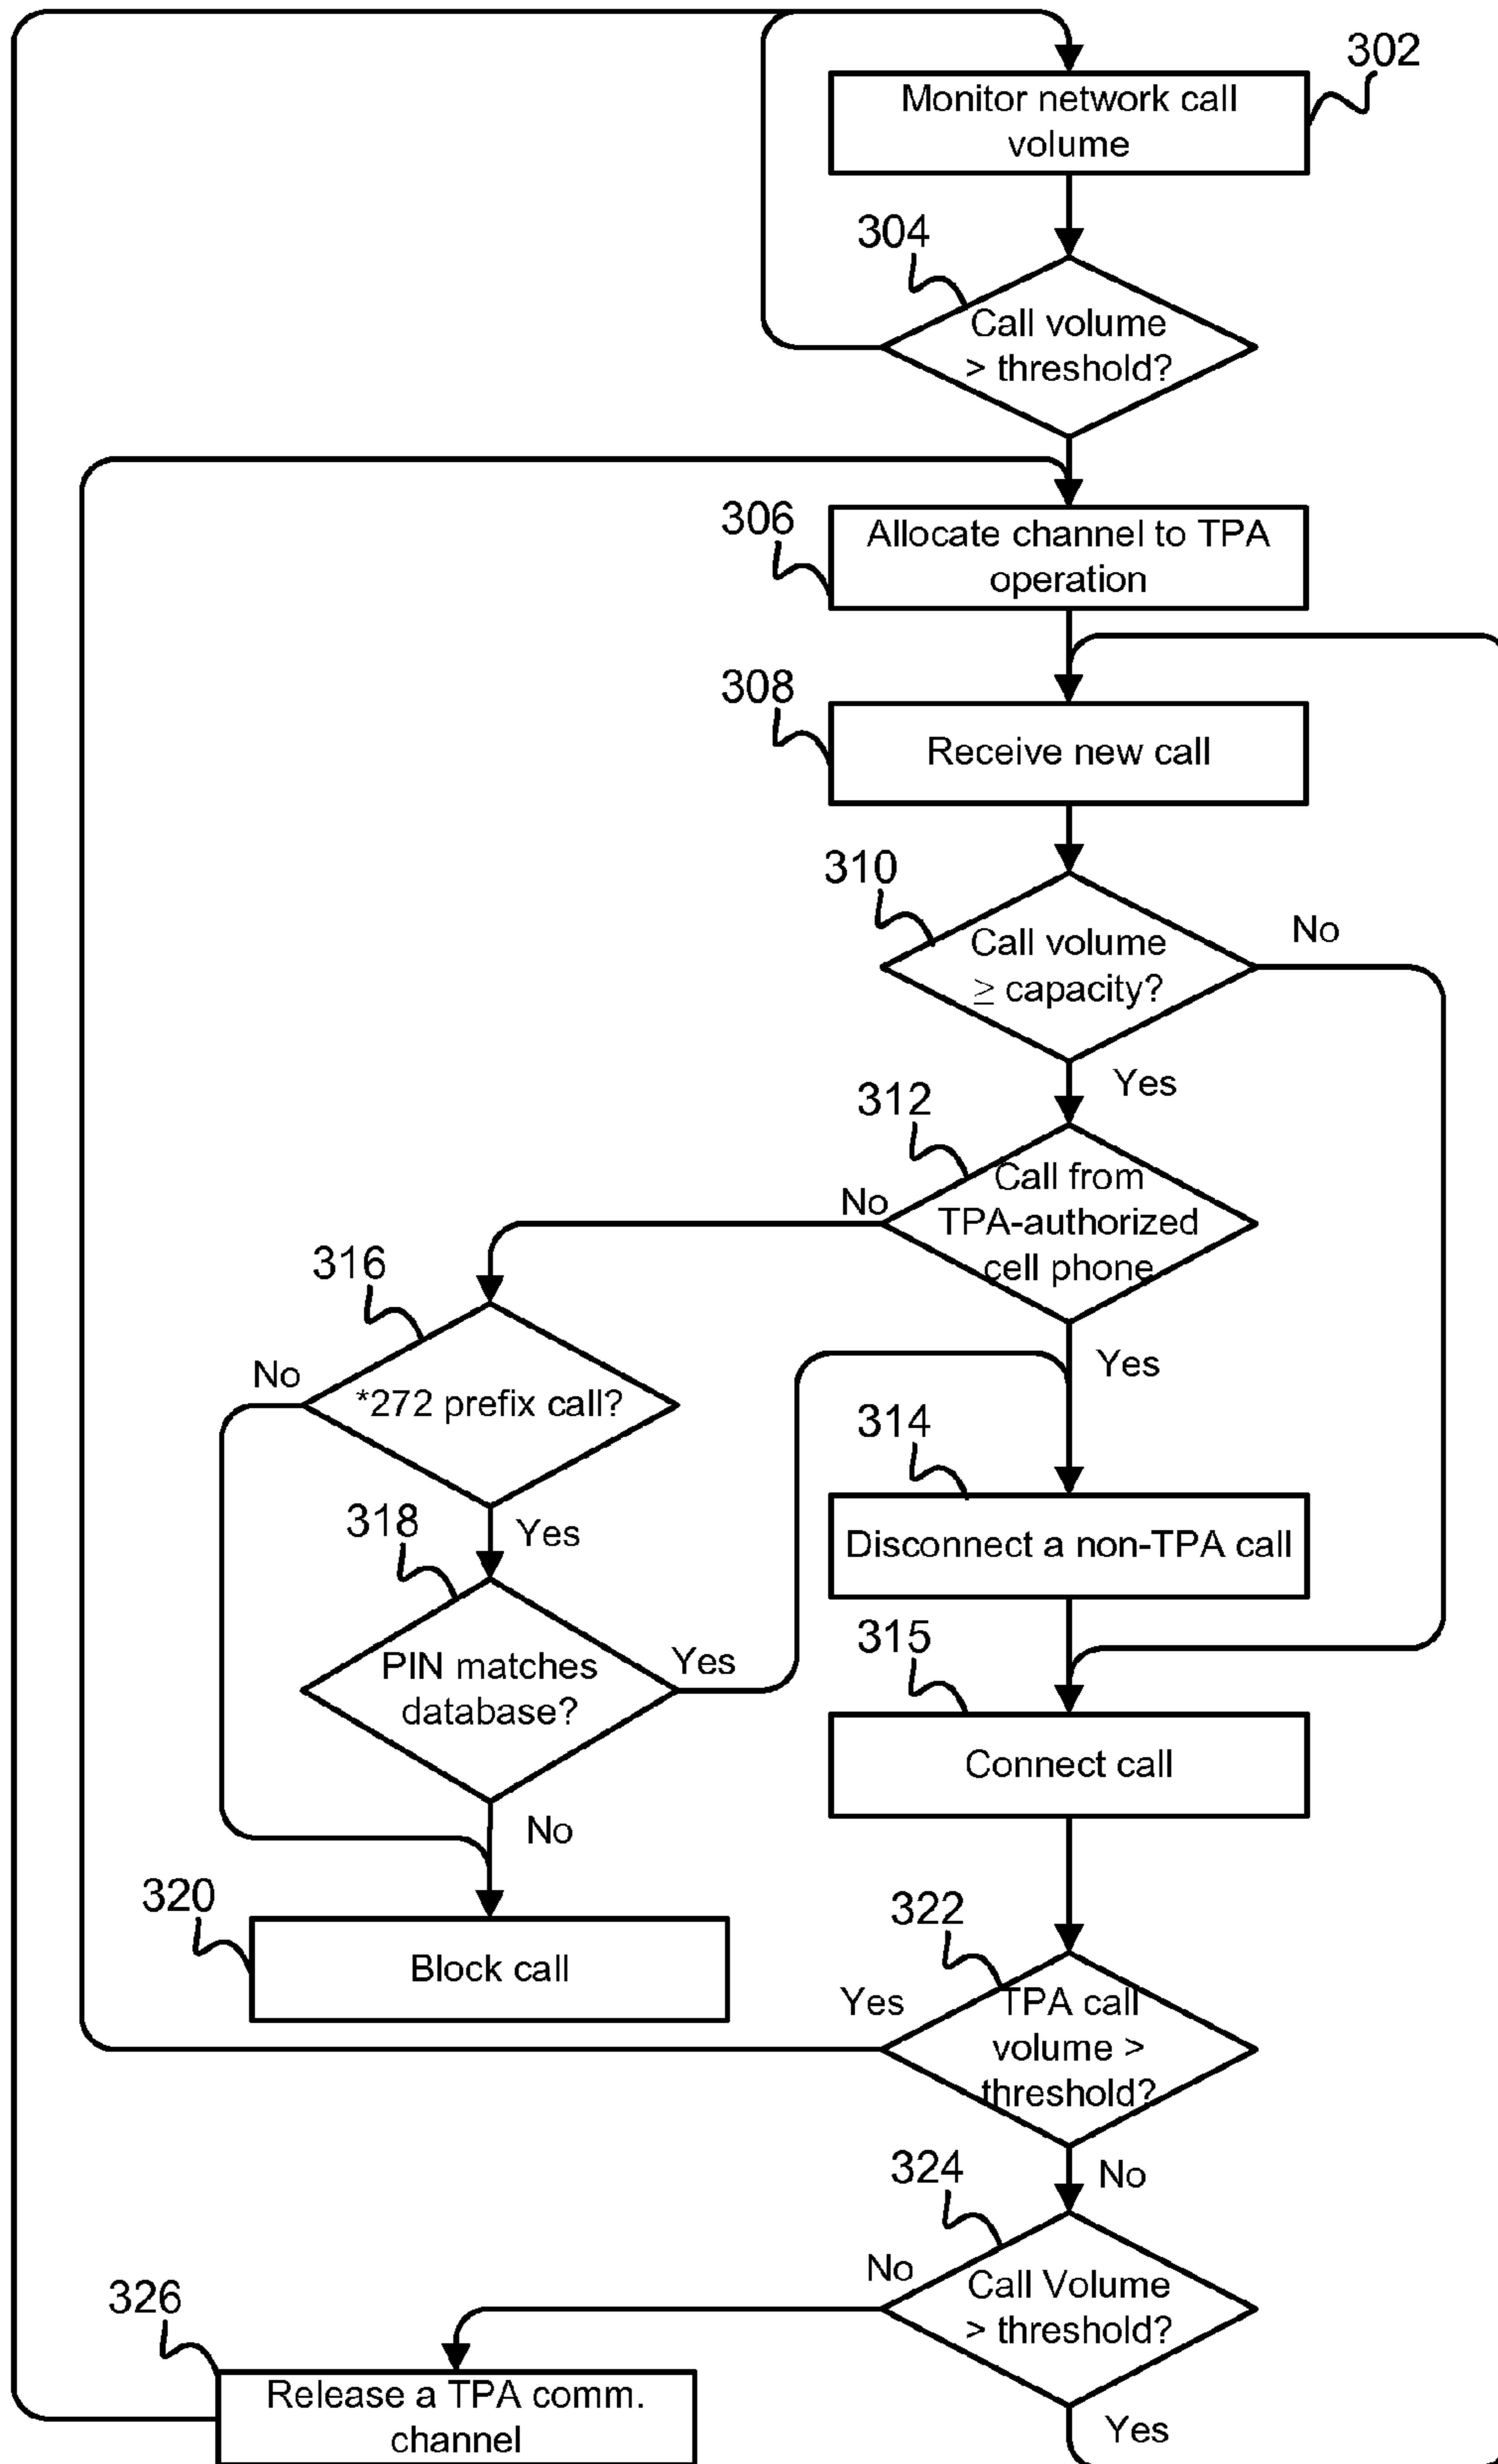 302
Monitor network call
volume
304
Call volume
> threshold?
306
Allocate channel to TPA
operation
308
Receive new call
310
Call volume
≥ capacity?
No
Yes
312
Call from
TPA-authorized
cell phone
No
Yes
316
*272 prefix call?
No
Yes
314
Disconnect a non-TPA call
318
PIN matches
database?
Yes
No
315
Connect call
320
Block call
322
TPA call
volume >
threshold?
Yes
No
324
Call Volume
> threshold?
No
Yes
326
Release a TPA comm.
channel